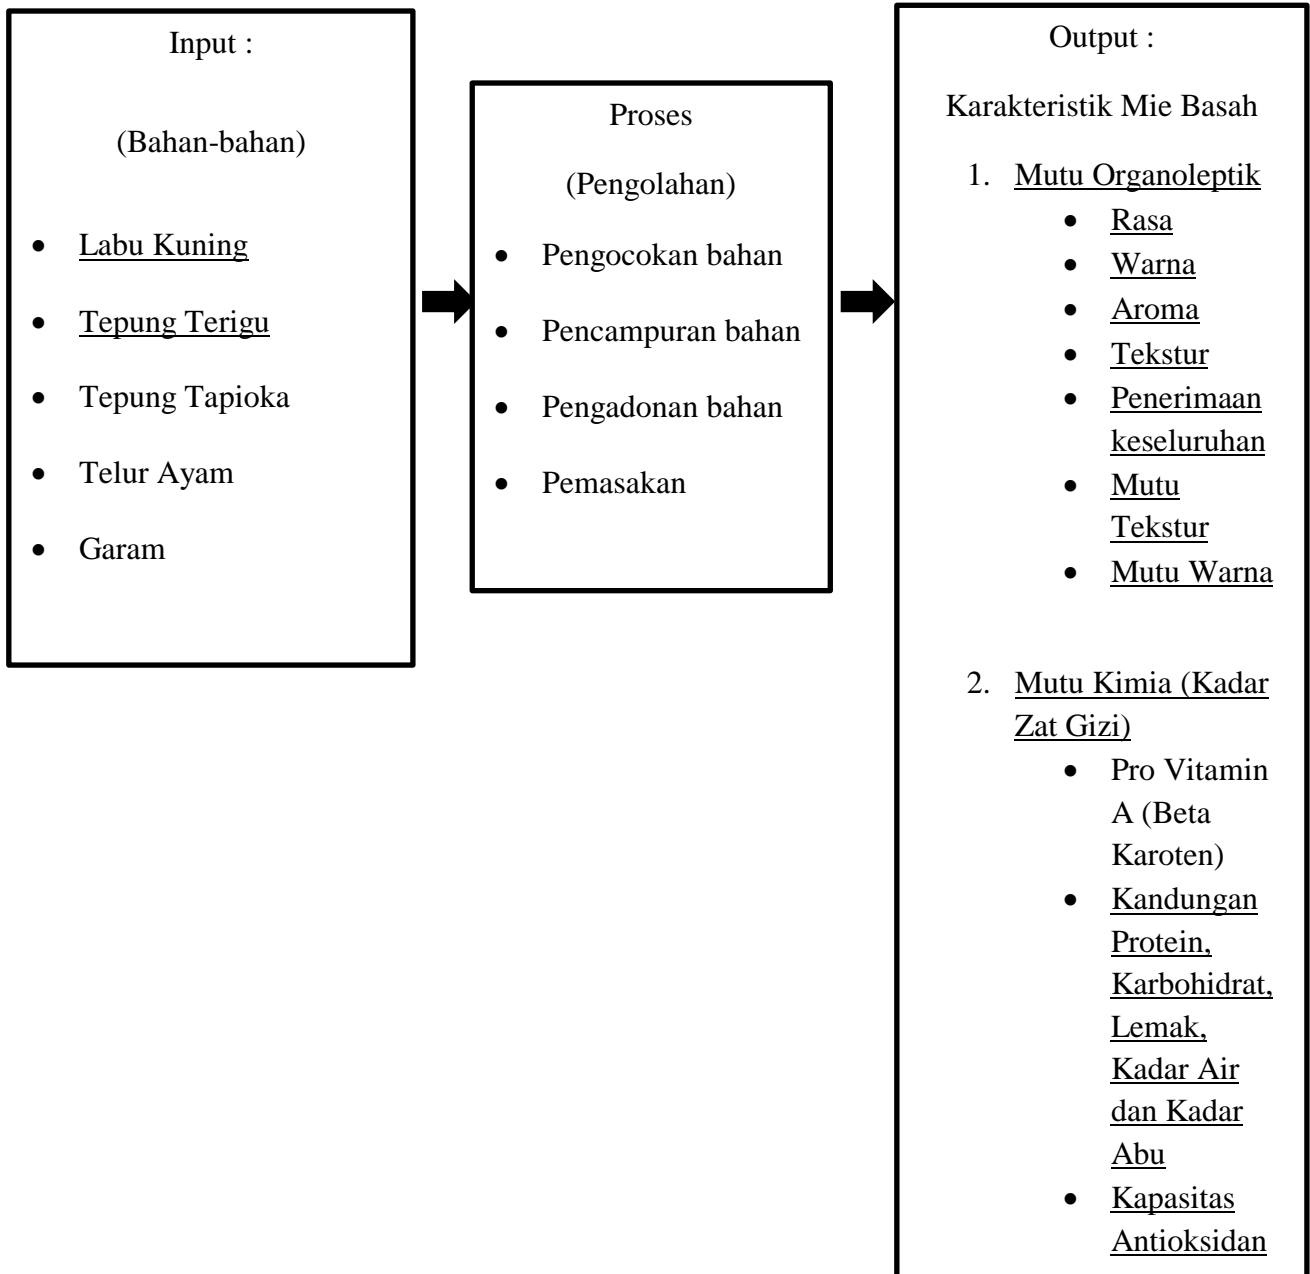 Input :
(Bahan-bahan)
• Labu Kuning
• Tepung Terigu
• Tepung Tapioka
• Telur Ayam
• Garam
Proses
(Pengolahan)
• Pengocokan bahan
• Pencampuran bahan
• Pengadonan bahan
• Pemasakan
Output :
Karakteristik Mie Basah
1. Mutu Organoleptik
• Rasa
• Warna
• Aroma
• Tekstur
• Penerimaan
keseluruhan
• Mutu
Tekstur
• Mutu Warna
2. Mutu Kimia (Kadar
Zat Gizi)
• Pro Vitamin
A (Beta
Karoten)
• Kandungan
Protein,
Karbohidrat,
Lemak,
Kadar Air
dan Kadar
Abu
• Kapasitas
Antioksidan